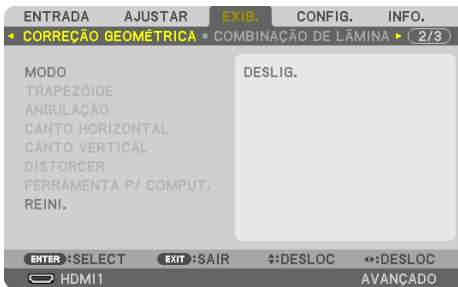 ENTRADA AJUSTAR EXIB. CONFIG. INFO.
CORREÇÃO GEOMÉTRICA • COMBINAÇÃO DE LÃMINA 2/3
MODO DESLIG.
TRAPEZÓIDE
ANGULAÇÃO
CANTO HORIZONTAL
CANTO VERTICAL
DISTORCER
FERRAMENTA P/ COMPUT.
REINI.
ENTER :SELECT EXIT :SAIR :DESLOC :DESLOC
HDMI1 AVANÇADO